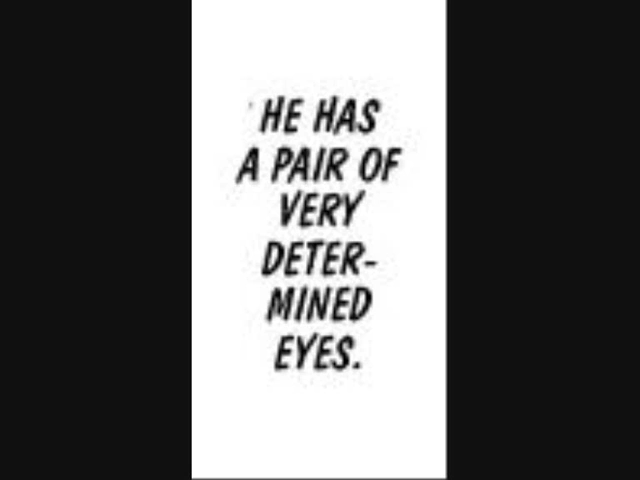 HE HAS
A PAIR OF
VERY
DETER-
MINED
EYES.